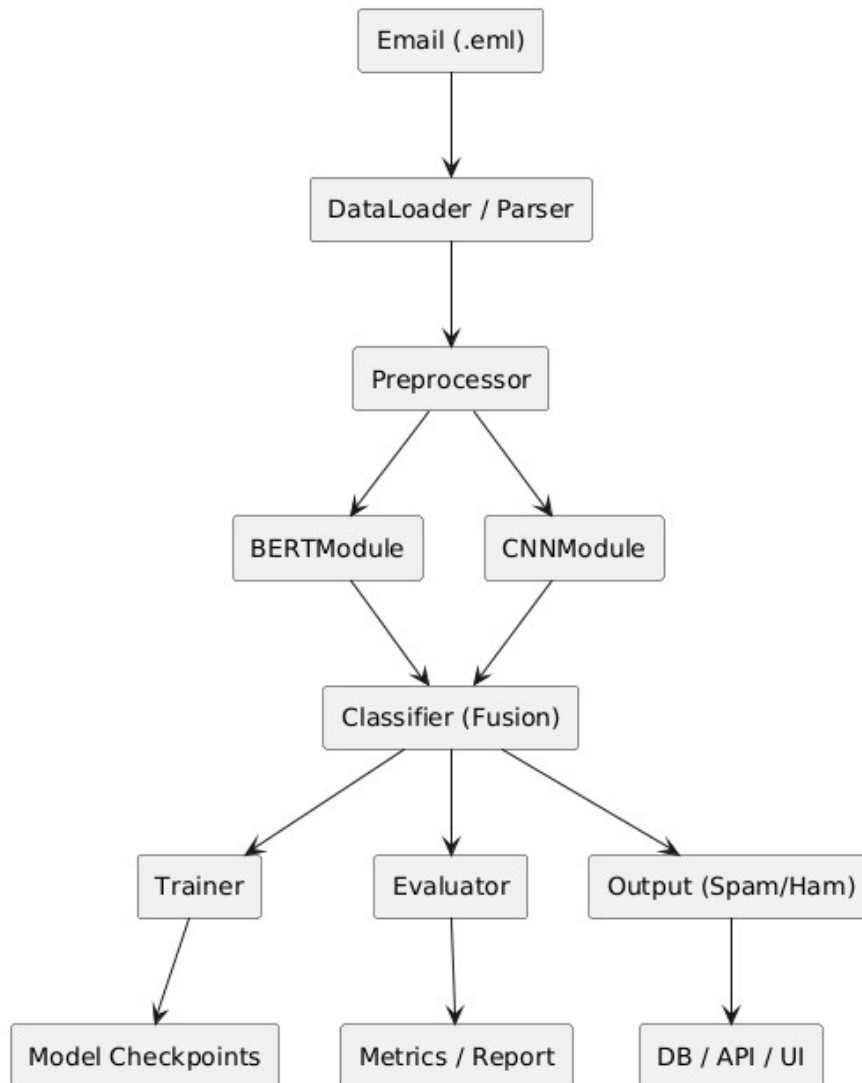 Email (.eml)
DataLoader / Parser
Preprocessor
BERTModule
CNNModule
Classifier (Fusion)
Trainer
Evaluator
Output (Spam/Ham)
Model Checkpoints
Metrics / Report
DB / API / UI